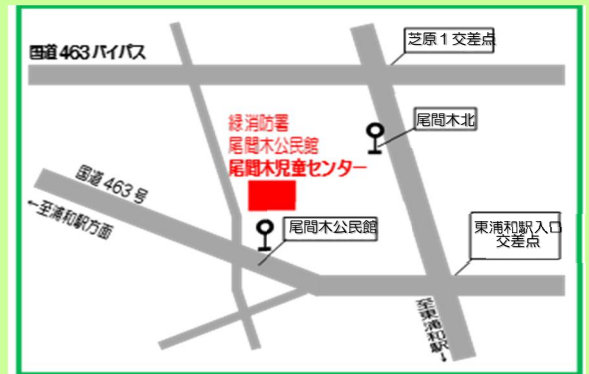 国道463バイパス
芝原1交差点
緑消防署
尾間木公民館
尾間木児童センター
尾間木北
国道463号
←至浦和駅方面
尾間木公民館
東浦和駅入口
交差点
至東浦和駅→